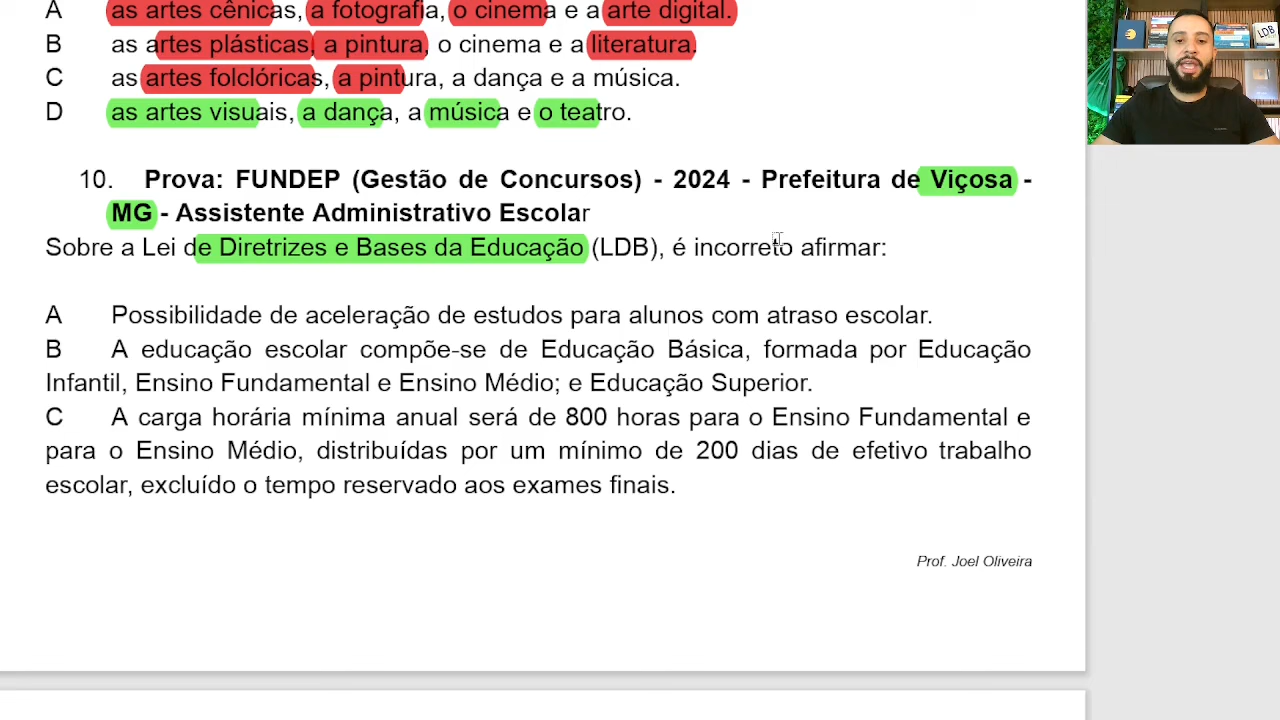 A as artes cênicas, a fotografia, o cinema e a arte digital.
B as artes plásticas, a pintura, o cinema e a literatura.
C as artes folclóricas, a pintura, a dança e a música.
D as artes visuais, a dança, a música e o teatro.
10. Prova: FUNDEP (Gestão de Concursos) - 2024 - Prefeitura de Viçosa -
MG - Assistente Administrativo Escolar
Sobre a Lei de Diretrizes e Bases da Educação (LDB), é incorreto afirmar:
A Possibilidade de aceleração de estudos para alunos com atraso escolar.
B A educação escolar compõe-se de Educação Básica, formada por Educação
Infantil, Ensino Fundamental e Ensino Médio; e Educação Superior.
C A carga horária mínima anual será de 800 horas para o Ensino Fundamental e
para o Ensino Médio, distribuídas por um mínimo de 200 dias de efetivo trabalho
escolar, excluído o tempo reservado aos exames finais.
Prof. Joel Oliveira
LDB